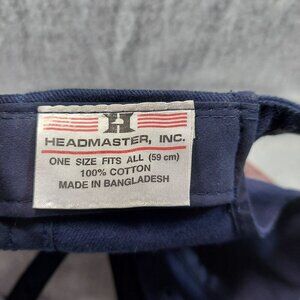 H
HEADMASTER, INC.
ONE SIZE FITS ALL (59 cm)
100% COTTON
MADE IN BANGLADESH